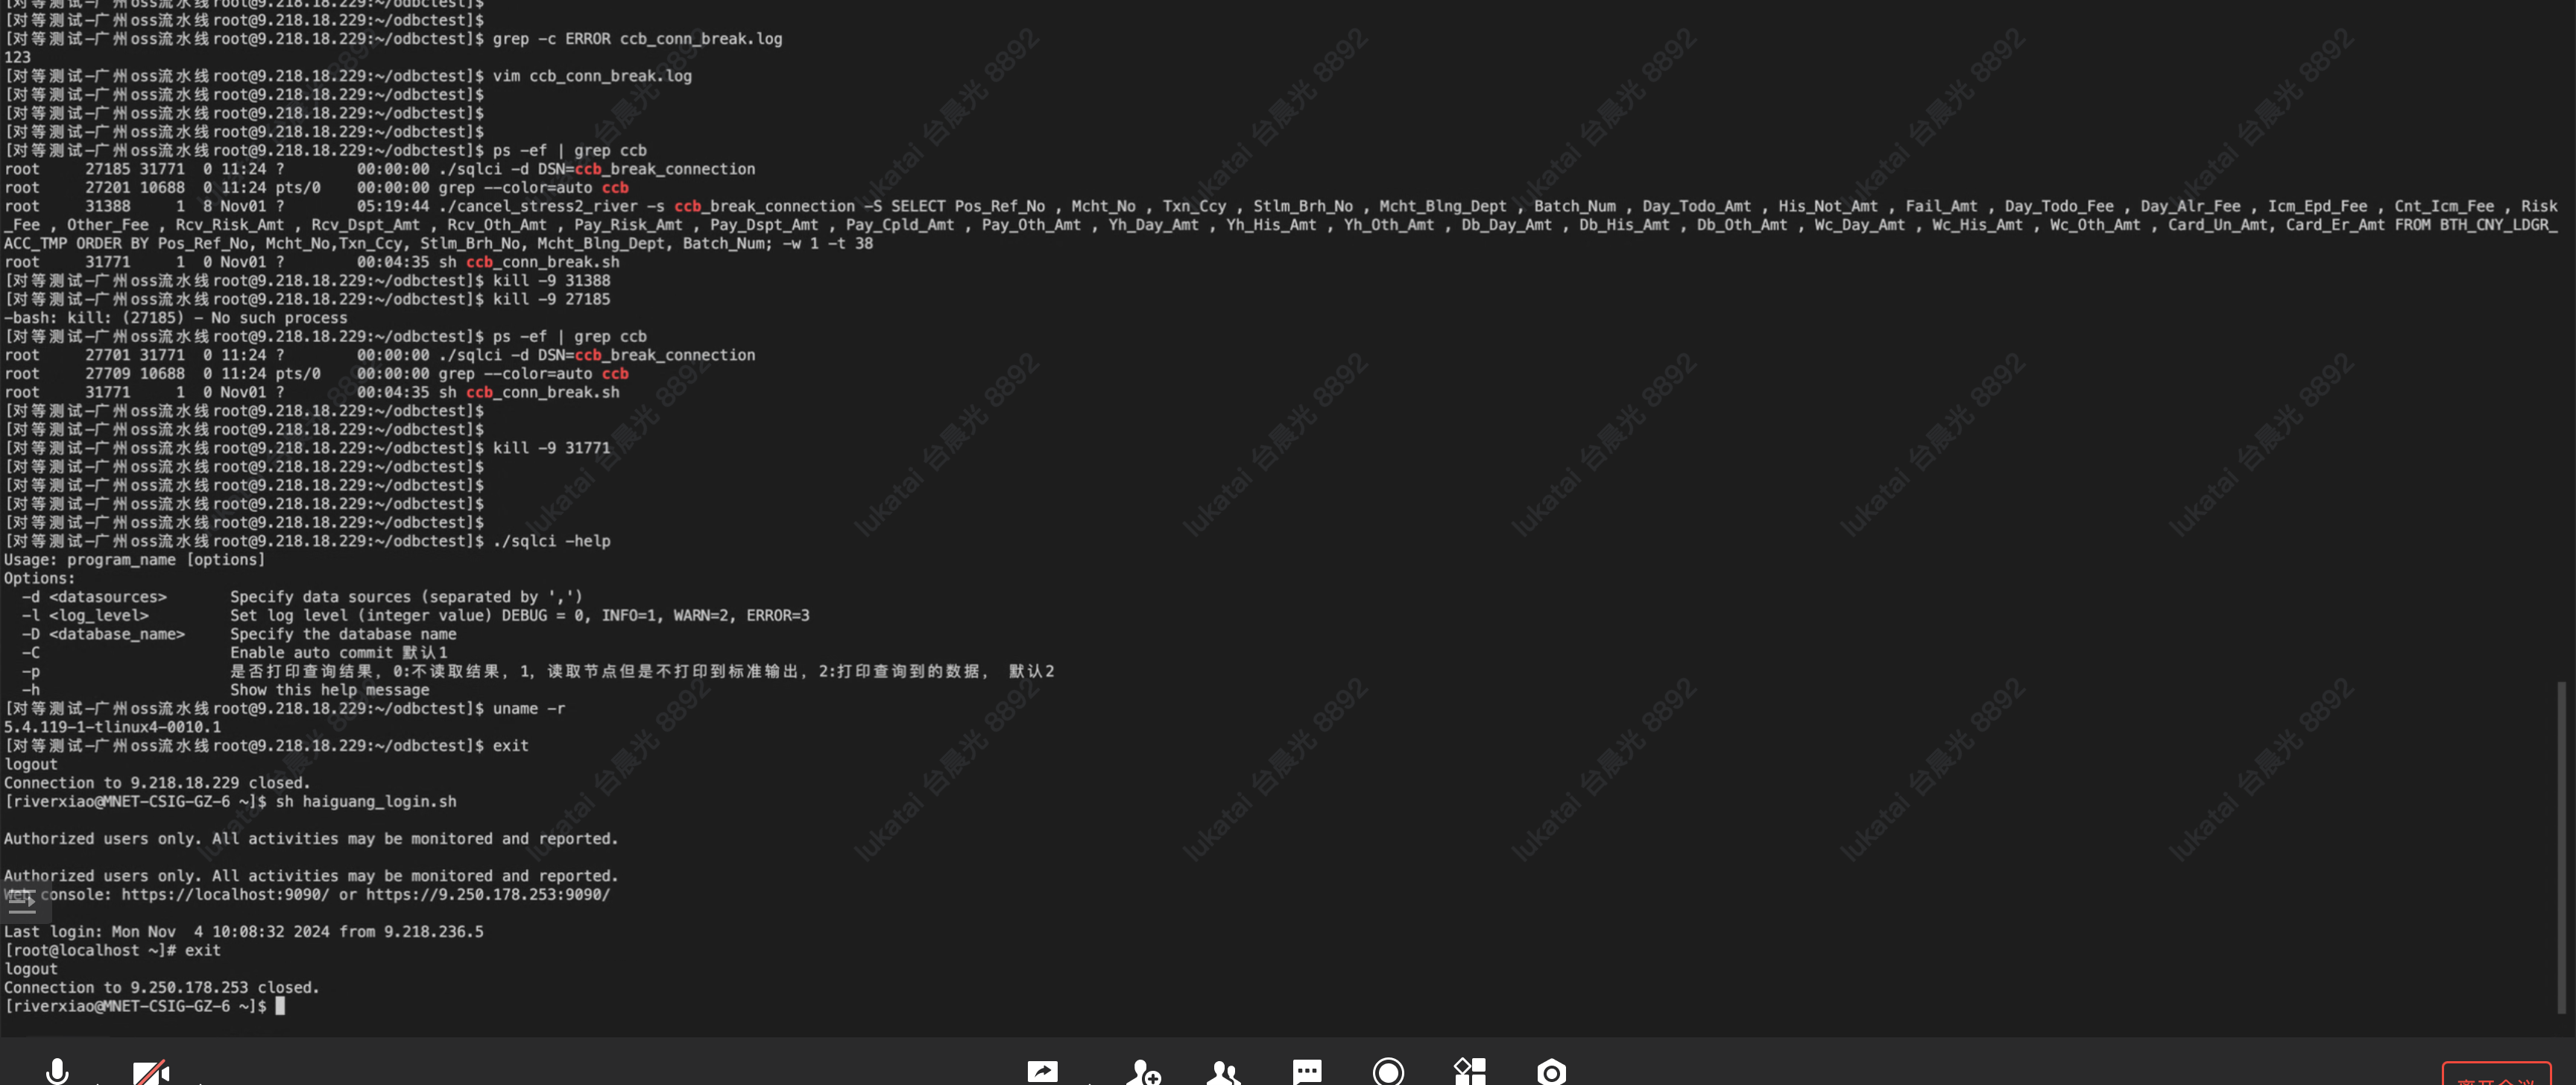 [对等测试-广州oss流水线root@9.218.18.229:~/odbctest]$
[对等测试-广州oss流水线root@9.218.18.229:~/odbctest]$
[对等测试-广州oss流水线root@9.218.18.229:~/odbctest]$ grep -c ERROR ccb_conn_break.log
123
[对等测试-广州oss流水线root@9.218.18.229:~/odbctest]$ vim ccb_conn_break.log
[对等测试-广州oss流水线root@9.218.18.229:~/odbctest]$
[对等测试-广州oss流水线root@9.218.18.229:~/odbctest]$
[对等测试-广州oss流水线root@9.218.18.229:~/odbctest]$
[对等测试-广州oss流水线root@9.218.18.229:~/odbctest]$ ps -ef | grep ccb
root     27185 31771  0 11:24 ?        00:00:00 ./sqlci -d DSN=ccb_break_connection
root     27201 10688  0 11:24 pts/0    00:00:00 grep --color=auto ccb
root     31388     1  8 Nov01 ?        05:19:44 ./cancel_stress2_river -s ccb_break_connection -S SELECT Pos_Ref_No , Mcht_No , Txn_Ccy , Stlm_Brh_No , Mcht_Blng_Dept , Batch_Num , Day_Todo_Amt , His_Not_Amt , Fail_Amt , Day_Todo_Fee , Day_Alr_Fee , Icm_Epd_Fee , Cnt_Icm_Fee , Risk
_Fee , Other_Fee , Rcv_Risk_Amt , Rcv_Dspt_Amt , Rcv_Oth_Amt , Pay_Risk_Amt , Pay_Dspt_Amt , Pay_Cpld_Amt , Pay_Oth_Amt , Yh_Day_Amt , Yh_His_Amt , Yh_Oth_Amt , Db_Day_Amt , Db_His_Amt , Db_Oth_Amt , Wc_Day_Amt , Wc_His_Amt , Wc_Oth_Amt , Card_Un_Amt, Card_Er_Amt FROM BTH_CNY_LDGR_
ACC_TMP ORDER BY Pos_Ref_No, Mcht_No,Txn_Ccy, Stlm_Brh_No, Mcht_Blng_Dept, Batch_Num; -w 1 -t 38
root     31771     1  0 Nov01 ?        00:04:35 sh ccb_conn_break.sh
[对等测试-广州oss流水线root@9.218.18.229:~/odbctest]$ kill -9 31388
[对等测试-广州oss流水线root@9.218.18.229:~/odbctest]$ kill -9 27185
-bash: kill: (27185) - No such process
[对等测试-广州oss流水线root@9.218.18.229:~/odbctest]$ ps -ef | grep ccb
root     27701 31771  0 11:24 ?        00:00:00 ./sqlci -d DSN=ccb_break_connection
root     27709 10688  0 11:24 pts/0    00:00:00 grep --color=auto ccb
root     31771     1  0 Nov01 ?        00:04:35 sh ccb_conn_break.sh
[对等测试-广州oss流水线root@9.218.18.229:~/odbctest]$
[对等测试-广州oss流水线root@9.218.18.229:~/odbctest]$
[对等测试-广州oss流水线root@9.218.18.229:~/odbctest]$ kill -9 31771
[对等测试-广州oss流水线root@9.218.18.229:~/odbctest]$
[对等测试-广州oss流水线root@9.218.18.229:~/odbctest]$
[对等测试-广州oss流水线root@9.218.18.229:~/odbctest]$
[对等测试-广州oss流水线root@9.218.18.229:~/odbctest]$
[对等测试-广州oss流水线root@9.218.18.229:~/odbctest]$ ./sqlci -help
Usage: program_name [options]
Options:
  -d <datasources>       Specify data sources (separated by ',')
  -l <log_level>         Set log level (integer value) DEBUG = 0, INFO=1, WARN=2, ERROR=3
  -D <database_name>     Specify the database name
  -C                     Enable auto commit 默认1
  -p                     是否打印查询结果, 0:不读取结果, 1, 读取节点但是不打印到标准输出, 2:打印查询到的数据, 默认2
  -h                     Show this help message
[对等测试-广州oss流水线root@9.218.18.229:~/odbctest]$ uname -r
5.4.119-1-tlinux4-0010.1
[对等测试-广州oss流水线root@9.218.18.229:~/odbctest]$ exit
logout
Connection to 9.218.18.229 closed.
[riverxiao@MNET-CSIG-GZ-6 ~]$ sh haiguang_login.sh
Authorized users only. All activities may be monitored and reported.
Authorized users only. All activities may be monitored and reported.
Web console: https://localhost:9090/ or https://9.250.178.253:9090/
Last login: Mon Nov  4 10:08:32 2024 from 9.218.236.5
[root@localhost ~]# exit
logout
Connection to 9.250.178.253 closed.
[riverxiao@MNET-CSIG-GZ-6 ~]$
lukatai 台晨光 8892